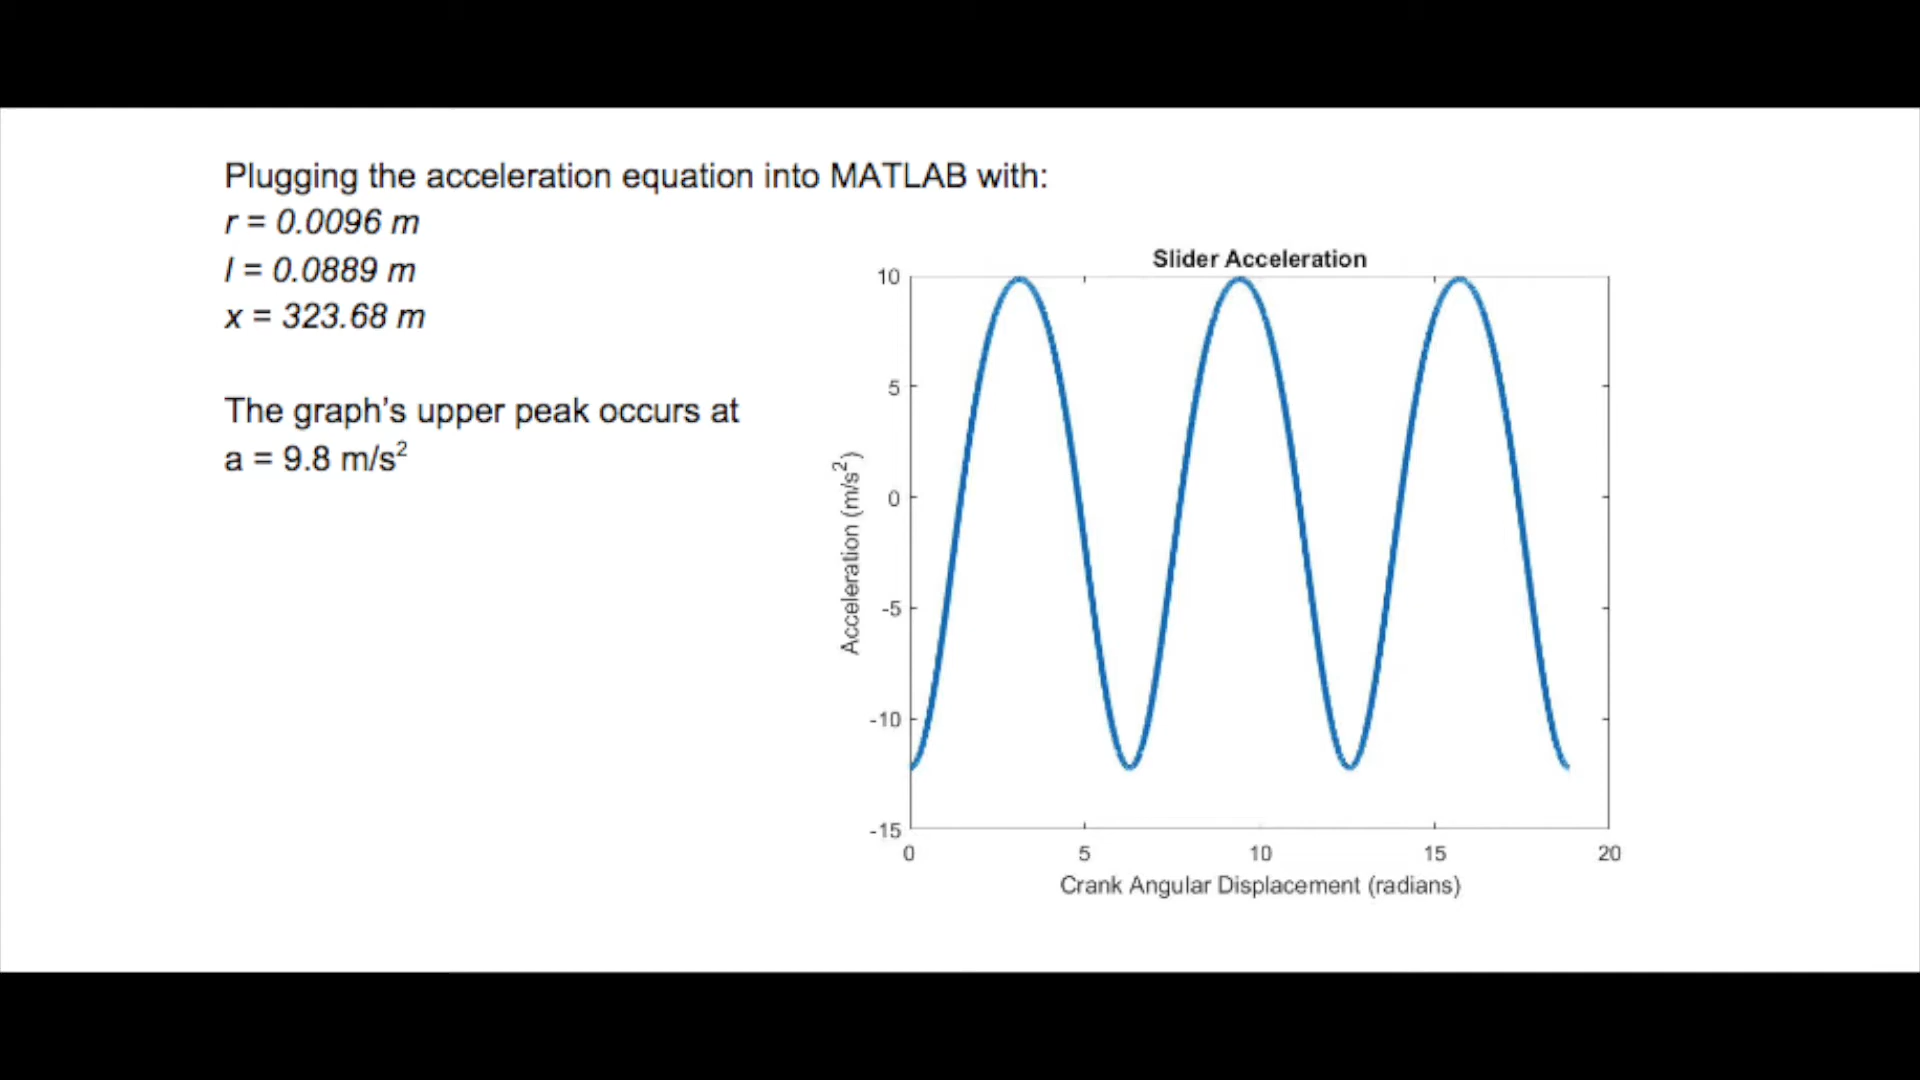 Plugging the acceleration equation into MATLAB with:
r = 0.0096 m
l = 0.0889 m
x = 323.68 m
The graph's upper peak occurs at
a = 9.8 m/s²
Slider Acceleration
10
5
0
-5
-10
-15
Acceleration (m/s²)
0 5 10 15 20
Crank Angular Displacement (radians)